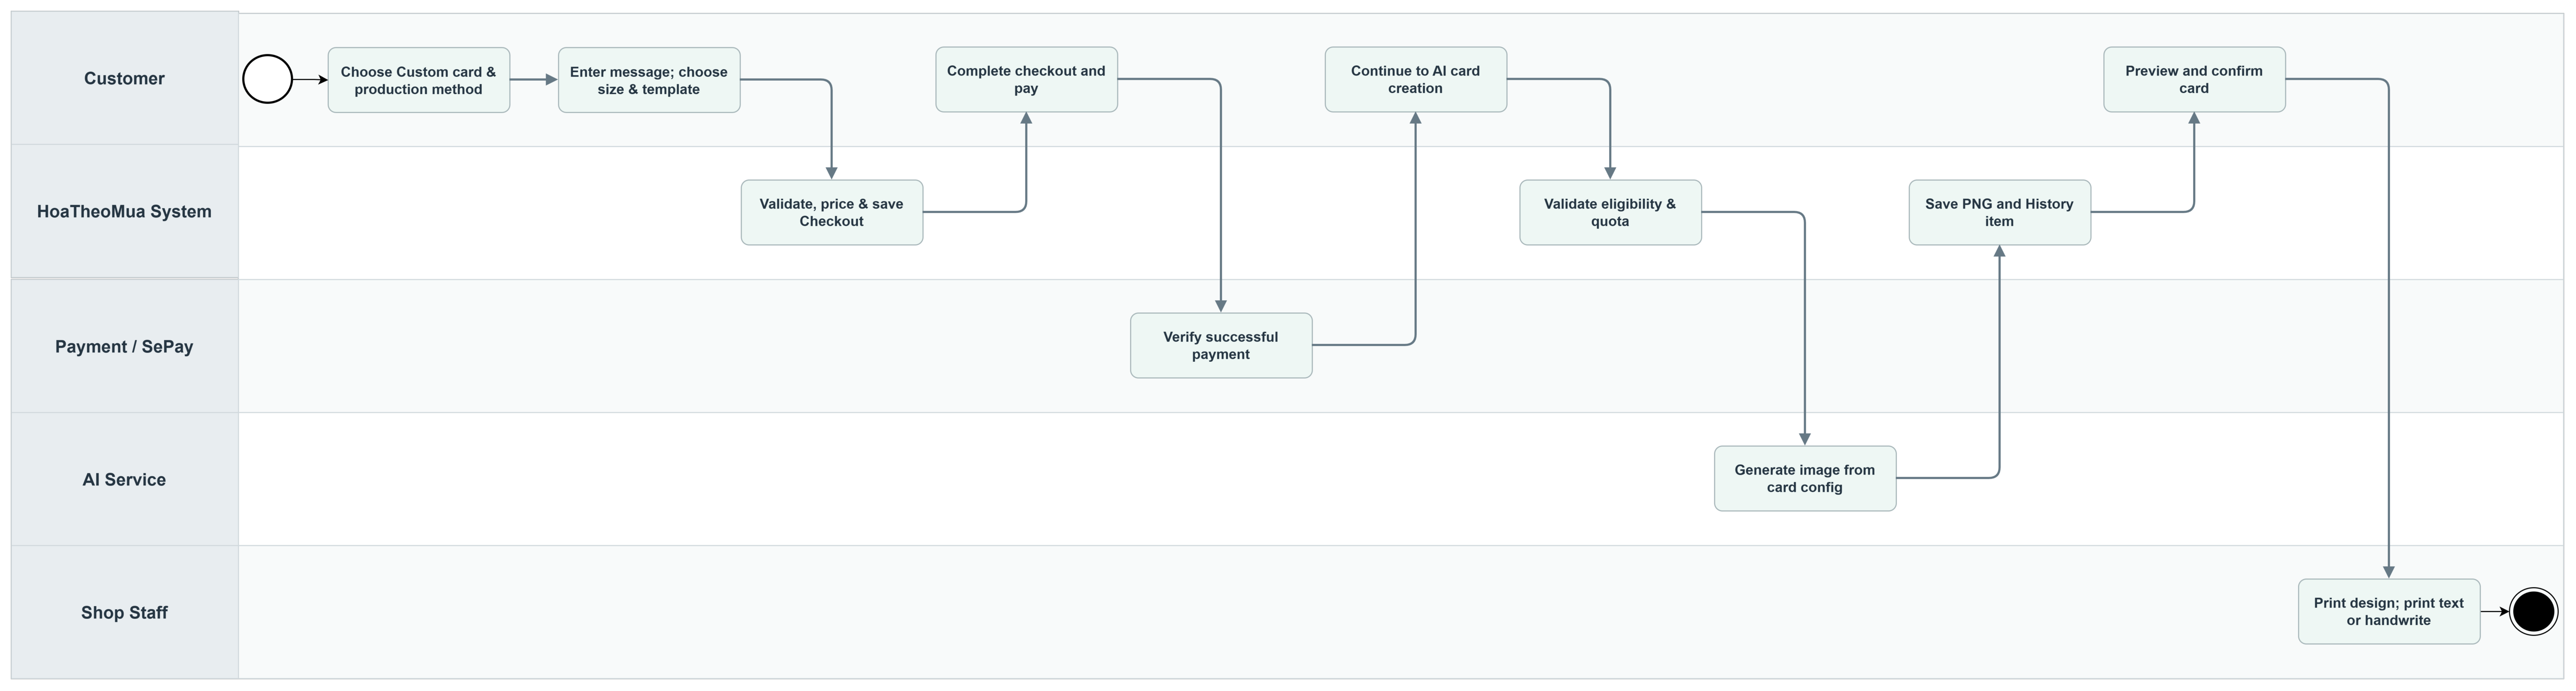 Customer
Choose Custom card &
production method
Enter message; choose
size & template
Complete checkout and
pay
Continue to AI card
creation
Preview and confirm
card
HoaTheoMua System
Validate, price & save
Checkout
Validate eligibility &
quota
Save PNG and History
item
Payment / SePay
Verify successful
payment
AI Service
Generate image from
card config
Shop Staff
Print design; print text
or handwrite